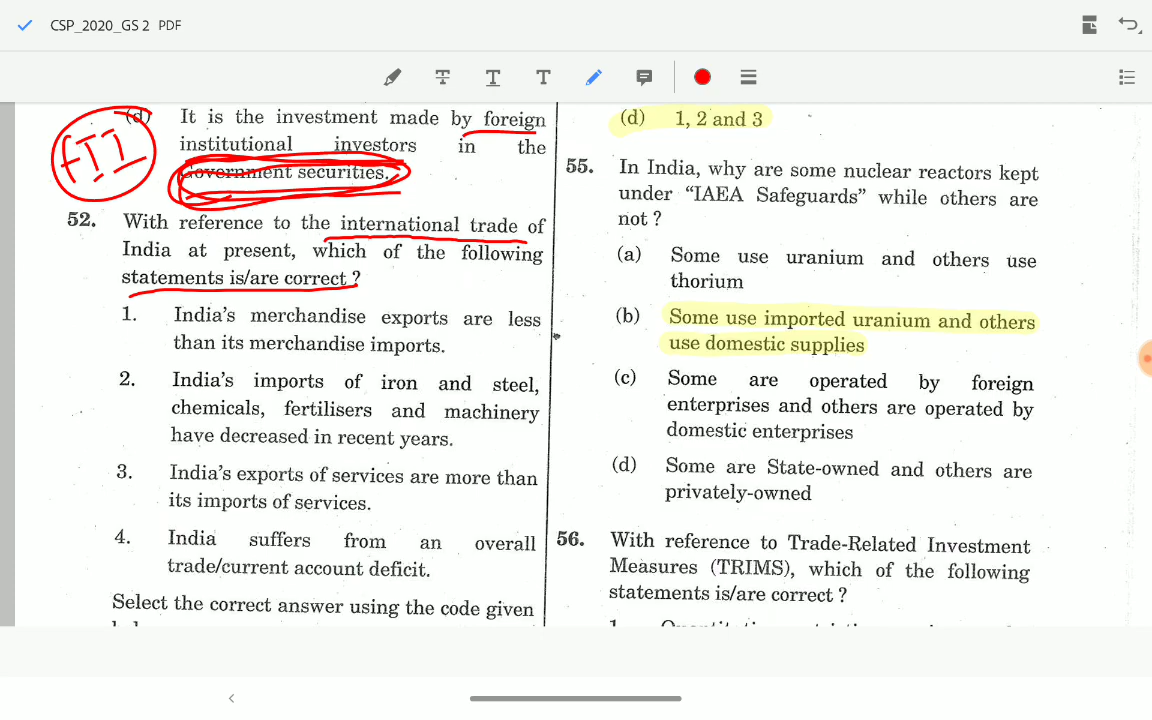 CSP_2020_GS 2 PDF
FII
(d) It is the investment made by foreign
institutional investors in the
Government securities.
52. With reference to the international trade of
India at present, which of the following
statements is/are correct ?
1. India's merchandise exports are less
than its merchandise imports.
2. India's imports of iron and steel,
chemicals, fertilisers and machinery
have decreased in recent years.
3. India's exports of services are more than
its imports of services.
4. India suffers from an overall
trade/current account deficit.
Select the correct answer using the code given
(d) 1, 2 and 3
55. In India, why are some nuclear reactors kept
under “IAEA Safeguards” while others are
not ?
(a) Some use uranium and others use
thorium
(b) Some use imported uranium and others
use domestic supplies
(c) Some are operated by foreign
enterprises and others are operated by
domestic enterprises
(d) Some are State-owned and others are
privately-owned
56. With reference to Trade-Related Investment
Measures (TRIMS), which of the following
statements is/are correct ?